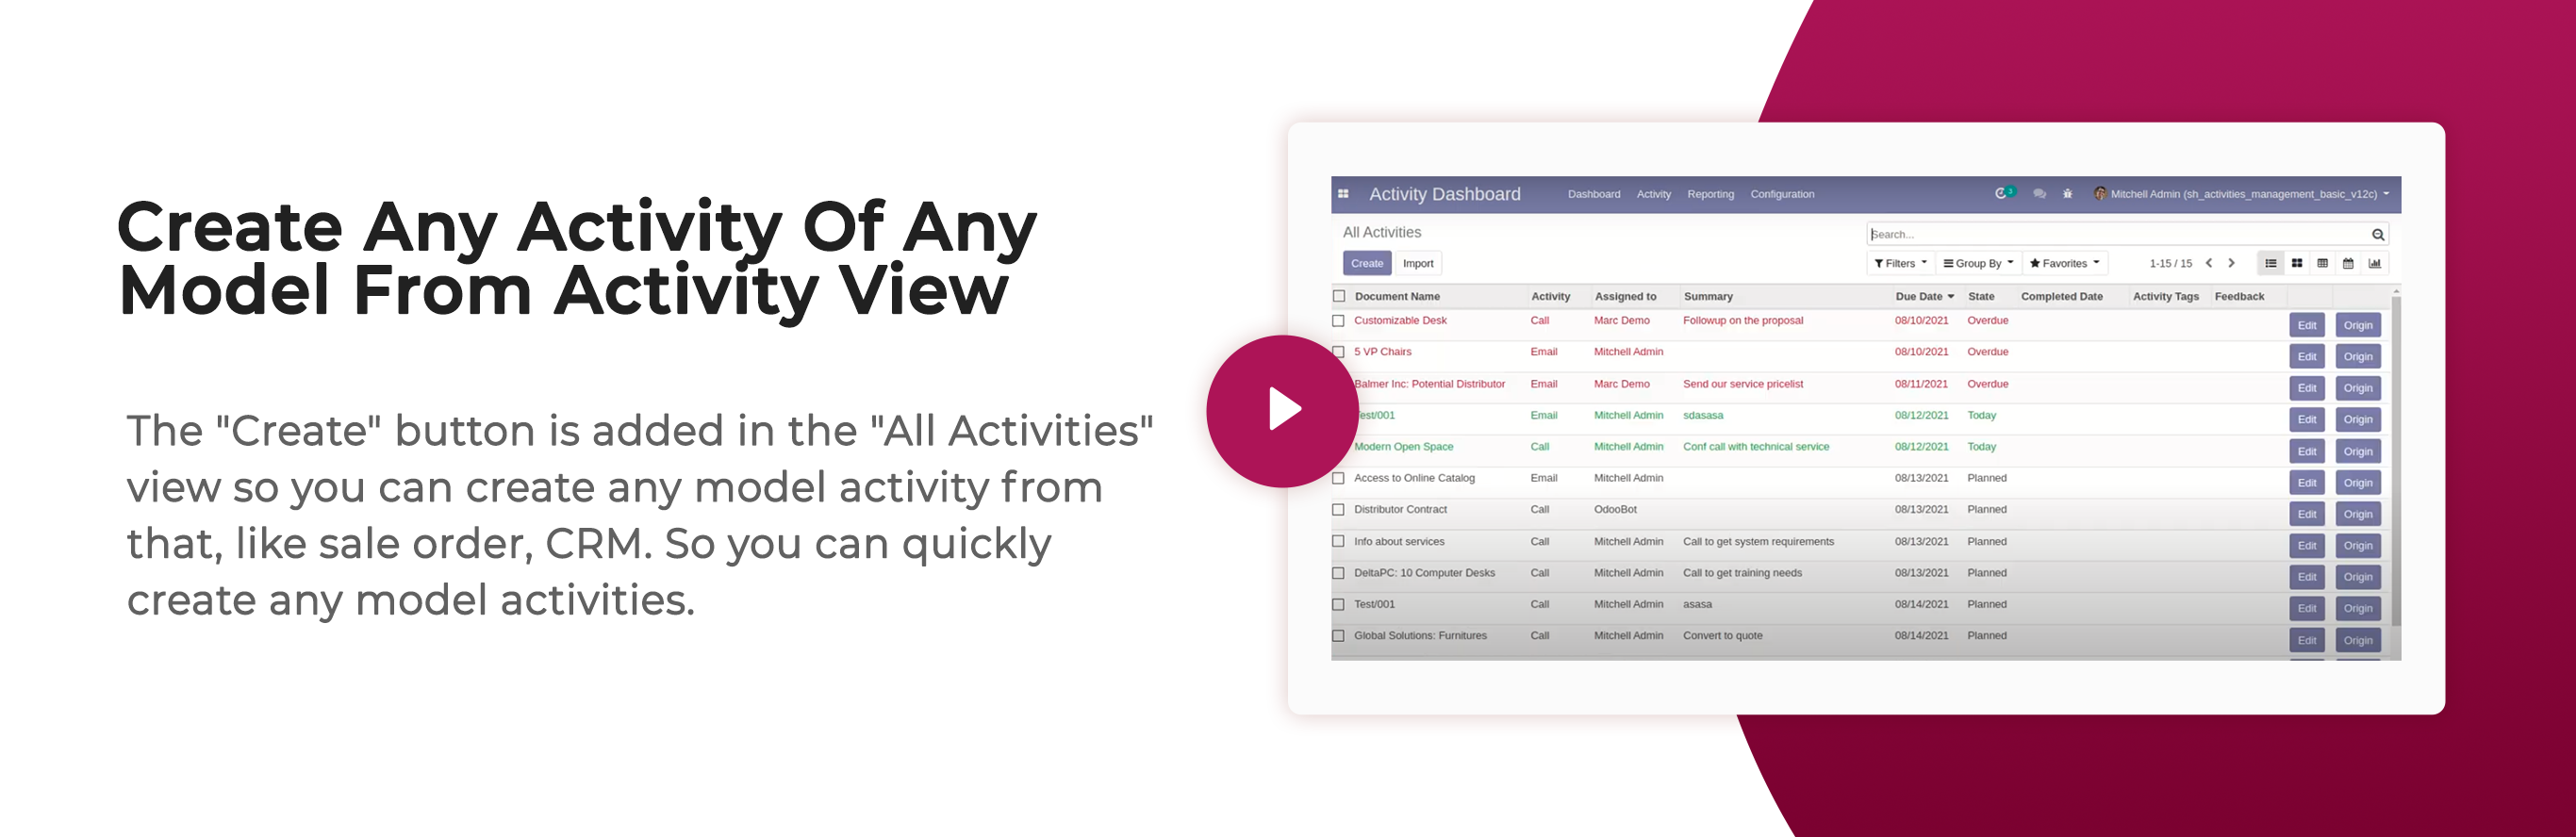 Create Any Activity Of Any
Model From Activity View
The "Create" button is added in the "All Activities"
view so you can create any model activity from
that, like sale order, CRM. So you can quickly
create any model activities.
Activity Dashboard Dashboard Activity Reporting Configuration 3 Mitchell Admin (sh_activities_management_basic_v12c)
All Activities Search...
Create Import Filters Group By Favorites 1-15 / 15
Document Name Activity Assigned to Summary Due Date State Completed Date Activity Tags Feedback
Customizable Desk Call Marc Demo Followup on the proposal 08/10/2021 Overdue Edit Origin
5 VP Chairs Email Mitchell Admin 08/10/2021 Overdue Edit Origin
Balmer Inc: Potential Distributor Email Marc Demo Send our service pricelist 08/11/2021 Overdue Edit Origin
est/001 Email Mitchell Admin sdasasa 08/12/2021 Today Edit Origin
Modern Open Space Call Mitchell Admin Conf call with technical service 08/12/2021 Today Edit Origin
Access to Online Catalog Email Mitchell Admin 08/13/2021 Planned Edit Origin
Distributor Contract Call OdooBot 08/13/2021 Planned Edit Origin
Info about services Call Mitchell Admin Call to get system requirements 08/13/2021 Planned Edit Origin
DeltaPC: 10 Computer Desks Call Mitchell Admin Call to get training needs 08/13/2021 Planned Edit Origin
Test/001 Call Mitchell Admin asasa 08/14/2021 Planned Edit Origin
Global Solutions: Furnitures Call Mitchell Admin Convert to quote 08/14/2021 Planned Edit Origin